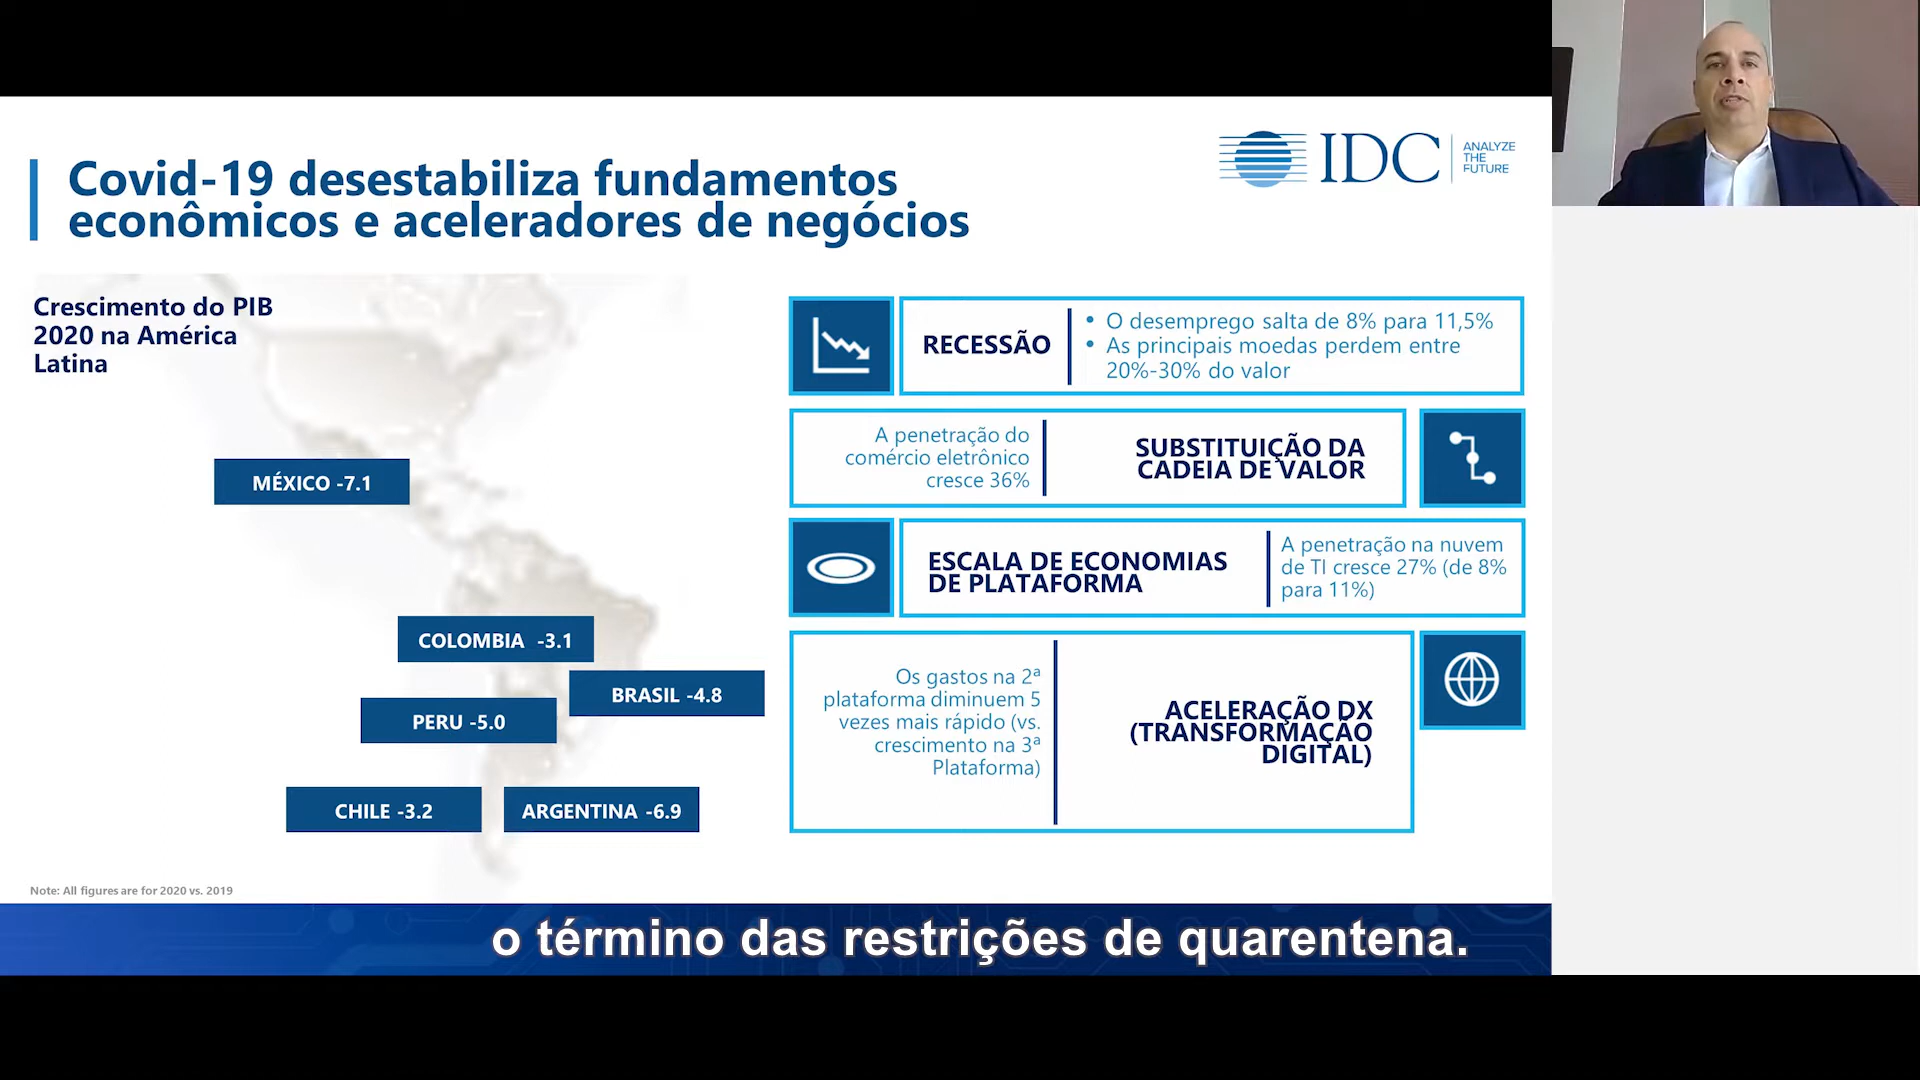 Covid-19 desestabiliza fundamentos
econômicos e aceleradores de negócios
IDC
ANALYZE
THE
FUTURE
Crescimento do PIB
2020 na América
Latina
MÉXICO -7.1
COLOMBIA -3.1
BRASIL -4.8
PERU -5.0
CHILE -3.2
ARGENTINA -6.9
RECESSÃO
• O desemprego salta de 8% para 11,5%
• As principais moedas perdem entre
20%-30% do valor
A penetração do
comércio eletrônico
cresce 36%
SUBSTITUIÇÃO DA
CADEIA DE VALOR
ESCALA DE ECONOMIAS
DE PLATAFORMA
A penetração na nuvem
de TI cresce 27% (de 8%
para 11%)
Os gastos na 2ª
plataforma diminuem 5
vezes mais rápido (vs.
crescimento na 3ª
Plataforma)
ACELERAÇÃO DX
(TRANSFORMAÇÃO
DIGITAL)
Note: All figures are for 2020 vs. 2019
o término das restrições de quarentena.